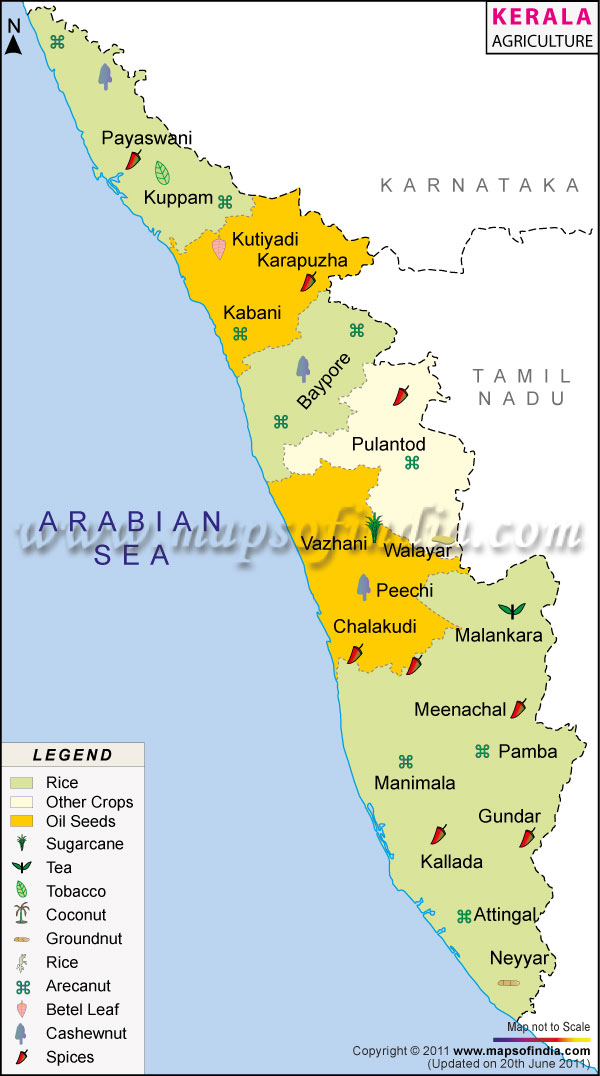 N
KERALA
AGRICULTURE
Payaswani
Kuppam
KARNATAKA
Kutiyadi
Karapuzha
Kabani
Baypore
TAMIL
NADU
Pulantod
ARABIAN
SEA
www.mapsofindia.com
Vazhani
Walayar
Peechi
Chalakudi
Malankara
Meenachal
Pamba
Manimala
Gundar
Kallada
Attingal
Neyyar
LEGEND
Rice
Other Crops
Oil Seeds
Sugarcane
Tea
Tobacco
Coconut
Groundnut
Rice
Arecanut
Betel Leaf
Cashewnut
Spices
Map not to Scale
Copyright © 2011 www.mapsofindia.com
(Updated on 20th June 2011)